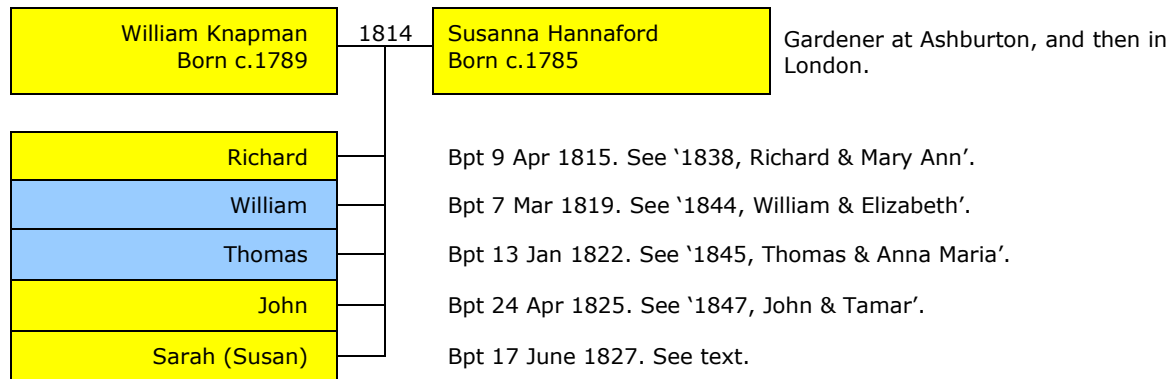 William Knapman
Born c.1789
1814
Susanna Hannaford
Born c.1785
Gardener at Ashburton, and then in
London.
Richard
Bpt 9 Apr 1815. See ‘1838, Richard & Mary Ann’.
William
Bpt 7 Mar 1819. See ‘1844, William & Elizabeth’.
Thomas
Bpt 13 Jan 1822. See ‘1845, Thomas & Anna Maria’.
John
Bpt 24 Apr 1825. See ‘1847, John & Tamar’.
Sarah (Susan)
Bpt 17 June 1827. See text.